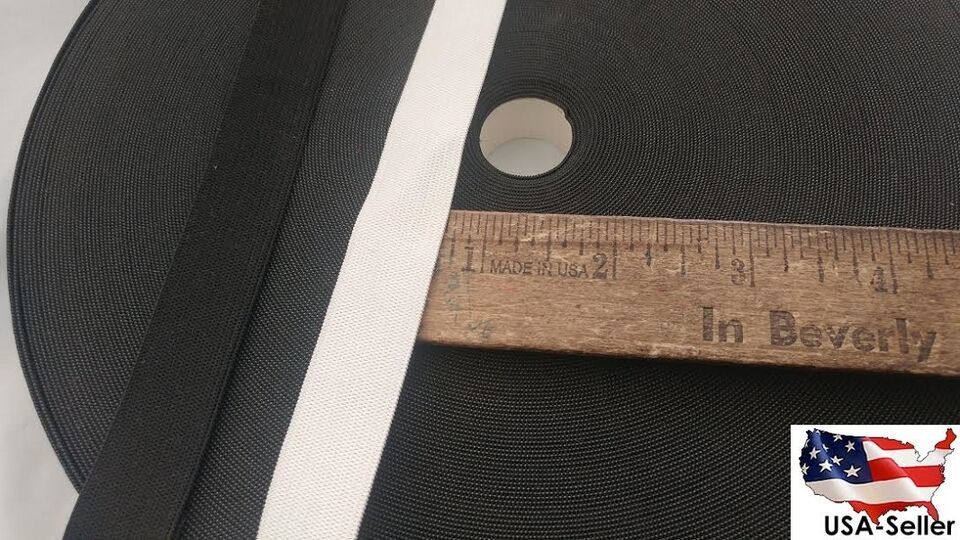 1 MADE IN USA 2 3 4
In Beverly
USA-Seller